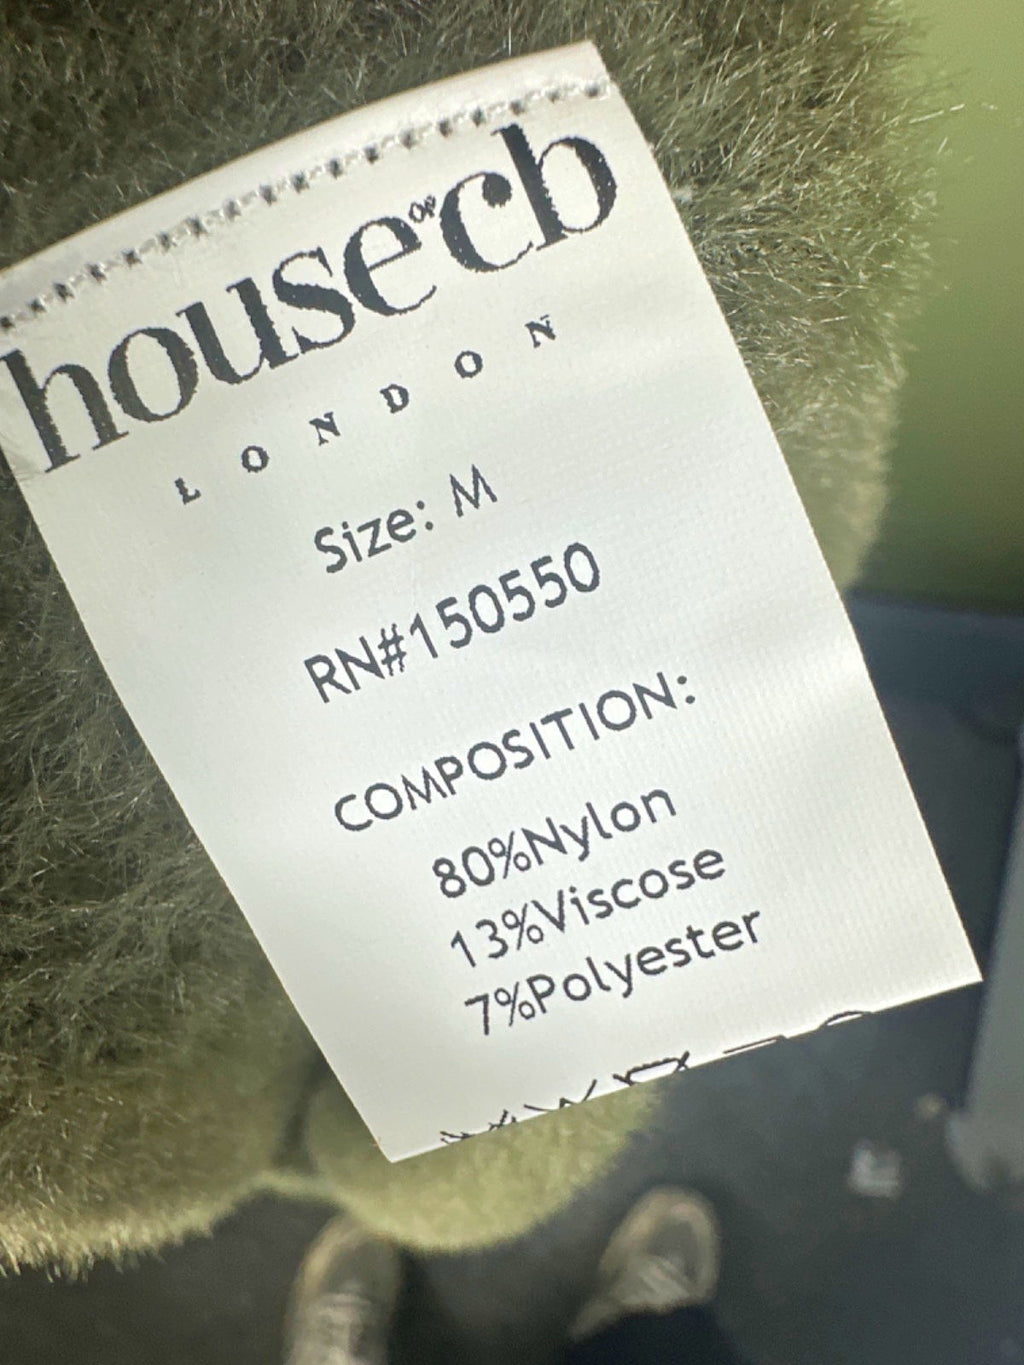 house of cb
LONDON
Size: M
RN#150550
COMPOSITION:
80%Nylon
13%Viscose
7%Polyester